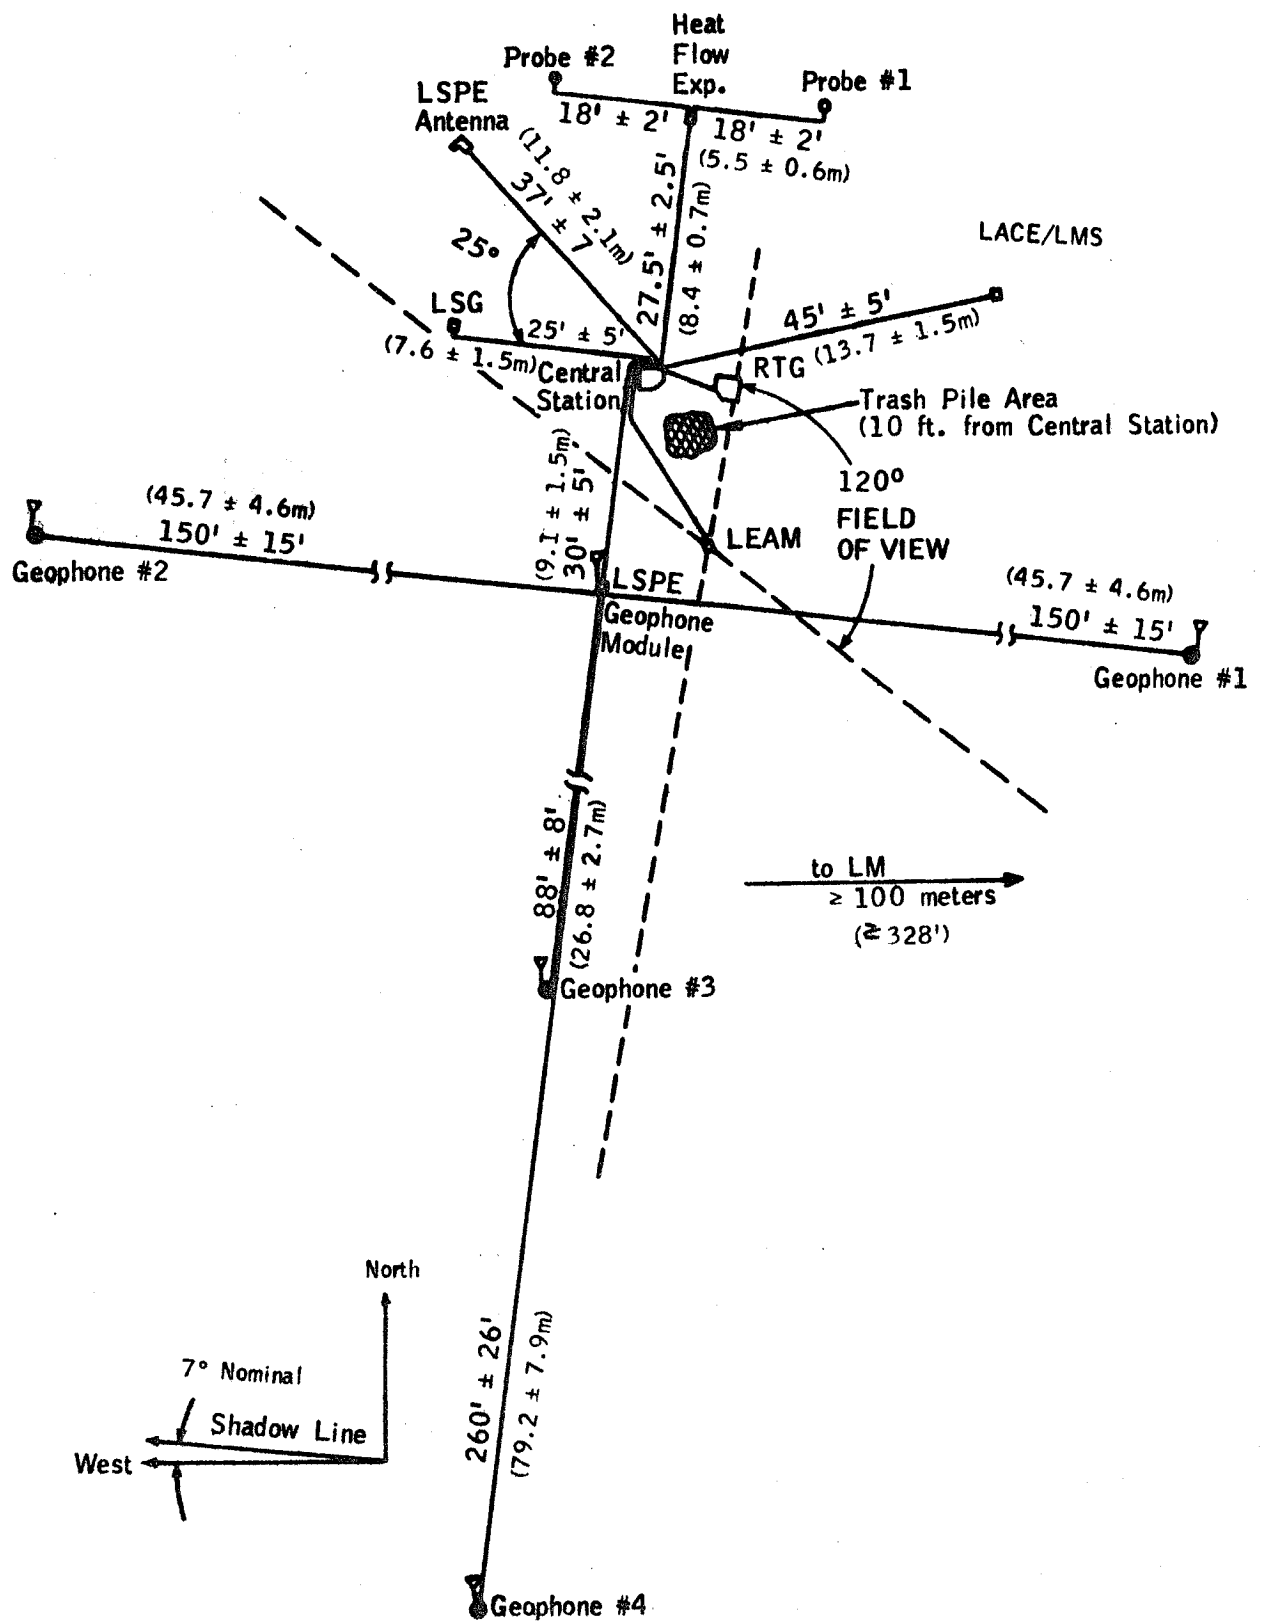 Heat
Flow
Exp.
Probe #2
Probe #1
LSPE
Antenna
18' ± 2'
18' ± 2'
(5.5 ± 0.6m)
(11.8 ± 2.1m)
37' ± 7
27.5' ± 2.5'
(8.4 ± 0.7m)
25°
LACE/LMS
LSG
25' ± 5'
(7.6 ± 1.5m)
45' ± 5'
(13.7 ± 1.5m)
Central
Station
RTG
Trash Pile Area
(10 ft. from Central Station)
120°
FIELD
OF VIEW
(9.1 ± 1.5m)
30' ± 5'
LEAM
(45.7 ± 4.6m)
150' ± 15'
Geophone #2
LSPE
Geophone
Module
(45.7 ± 4.6m)
150' ± 15'
Geophone #1
88' ± 8'
(26.8 ± 2.7m)
to LM
≥ 100 meters
(≥ 328')
Geophone #3
North
7° Nominal
Shadow Line
West
260' ± 26'
(79.2 ± 7.9m)
Geophone #4